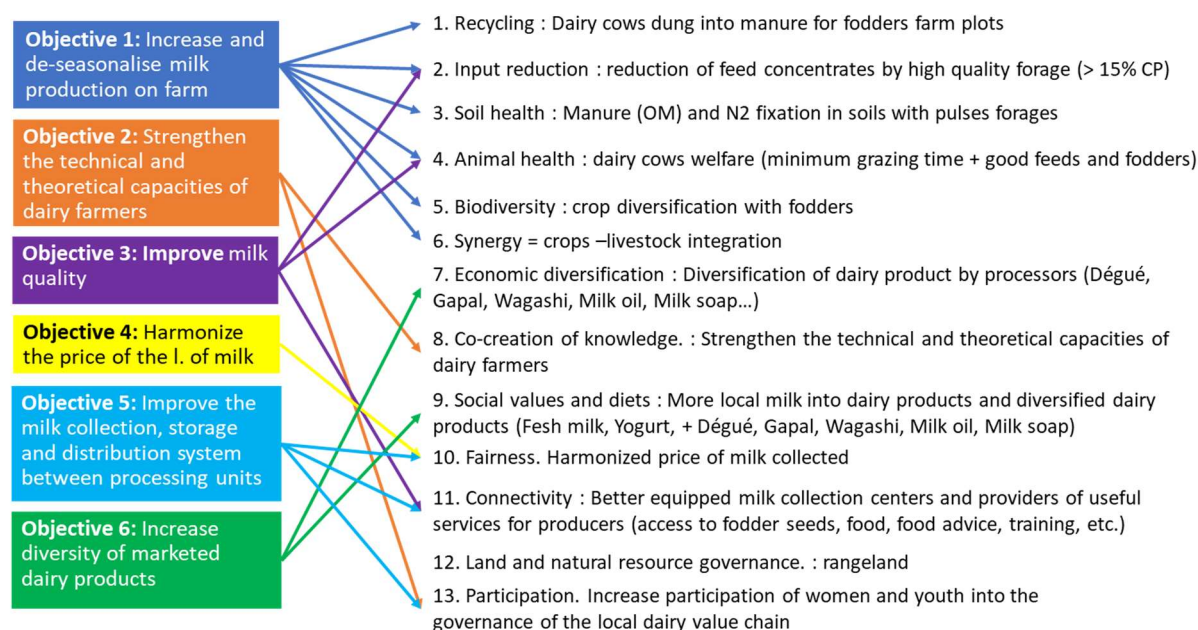 Objective 1: Increase and
de-seasonalise milk
production on farm
Objective 2: Strengthen
the technical and
theoretical capacities of
dairy farmers
Objective 3: Improve milk
quality
Objective 4: Harmonize
the price of the l. of milk
Objective 5: Improve the
milk collection, storage
and distribution system
between processing units
Objective 6: Increase
diversity of marketed
dairy products
1. Recycling : Dairy cows dung into manure for fodders farm plots
2. Input reduction : reduction of feed concentrates by high quality forage (> 15% CP)
3. Soil health : Manure (OM) and N2 fixation in soils with pulses forages
4. Animal health : dairy cows welfare (minimum grazing time + good feeds and fodders)
5. Biodiversity : crop diversification with fodders
6. Synergy = crops –livestock integration
7. Economic diversification : Diversification of dairy product by processors (Dégué,
Gapal, Wagashi, Milk oil, Milk soap…)
8. Co-creation of knowledge. : Strengthen the technical and theoretical capacities of
dairy farmers
9. Social values and diets : More local milk into dairy products and diversified dairy
products (Fesh milk, Yogurt, + Dégué, Gapal, Wagashi, Milk oil, Milk soap)
10. Fairness. Harmonized price of milk collected
11. Connectivity : Better equipped milk collection centers and providers of useful
services for producers (access to fodder seeds, food, food advice, training, etc.)
12. Land and natural resource governance. : rangeland
13. Participation. Increase participation of women and youth into the
governance of the local dairy value chain